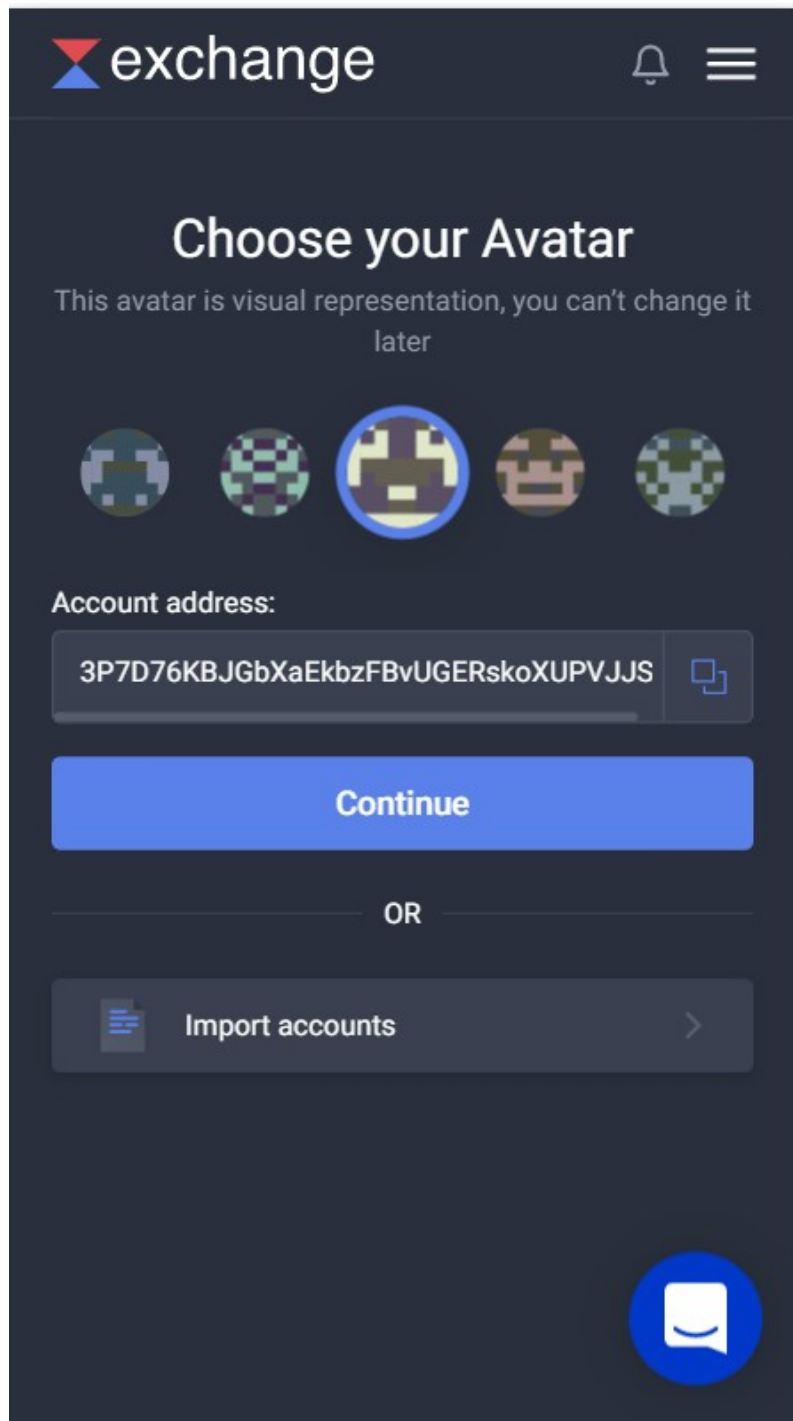 exchange
Choose your Avatar
This avatar is visual representation, you can’t change it
later
Account address:
3P7D76KBJGbXaEkbzFBvUGERskoXUPVJJS
Continue
OR
Import accounts